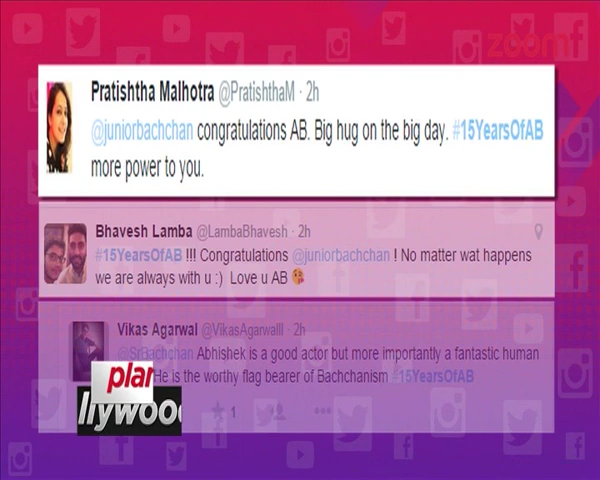 zoom
Pratishtha Malhotra @PratishthaM · 2h
@juniorbachchan congratulations AB. Big hug on the big day. #15YearsOfAB
more power to you.
Bhavesh Lamba @LambaBhavesh · 2h
#15YearsOfAB !!! Congratulations @juniorbachchan ! No matter wat happens
we are always with u :) Love u AB 😘
Vikas Agarwal @VikasAgarwalll · 2h
@SrBachchan Abhishek is a good actor but more importantly a fantastic human
He is the worthy flag bearer of Bachchanism #15YearsOfAB
1 •••
plan
llywood